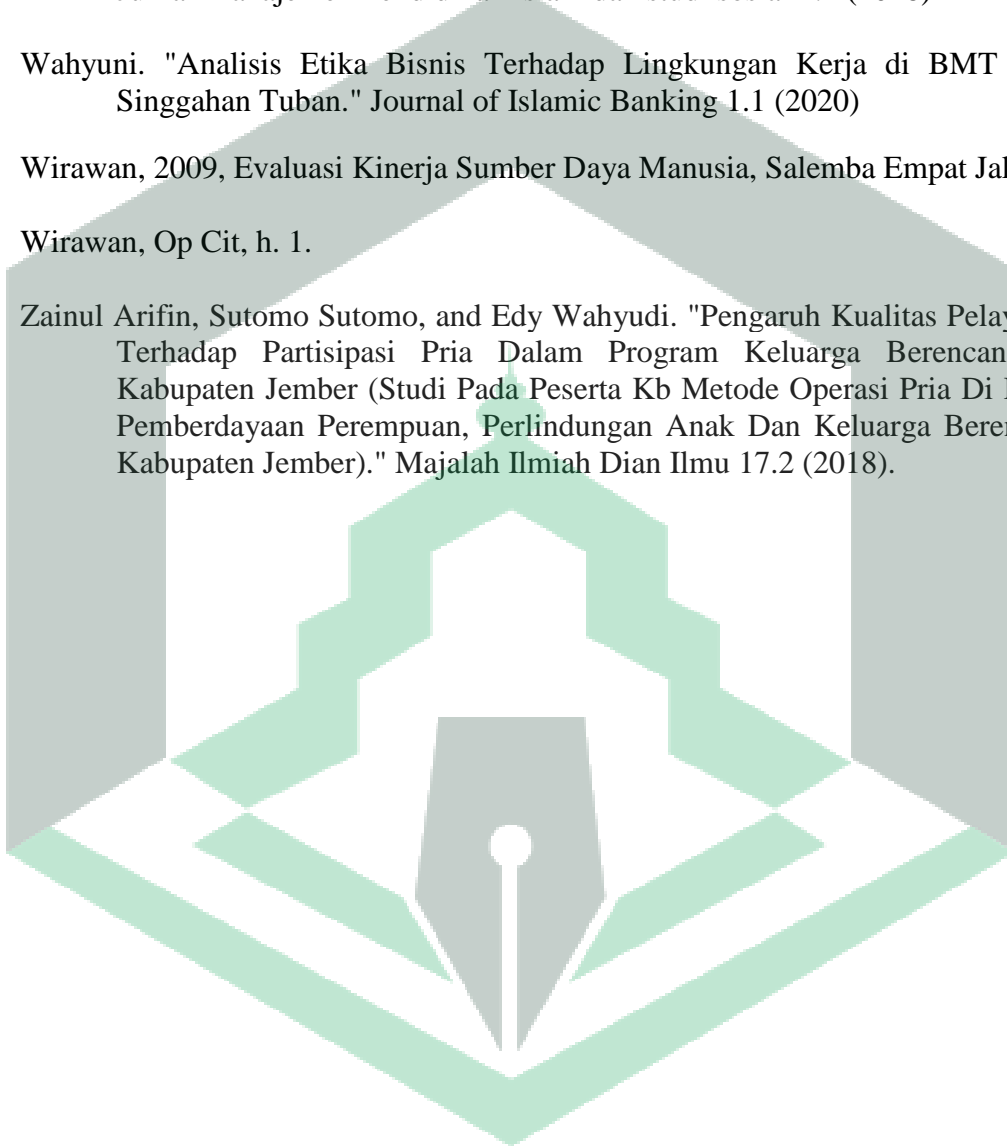 Wahyuni. "Analisis Etika Bisnis Terhadap Lingkungan Kerja di BMT
Singgahan Tuban." Journal of Islamic Banking 1.1 (2020)
Wirawan, 2009, Evaluasi Kinerja Sumber Daya Manusia, Salemba Empat
Wirawan, Op Cit, h. 1.
Zainul Arifin, Sutomo Sutomo, and Edy Wahyudi. "Pengaruh Kualitas
Terhadap Partisipasi Pria Dalam Program Keluarga
Kabupaten Jember (Studi Pada Peserta Kb Metode Operasi Pria Di
Pemberdayaan Perempuan, Perlindungan Anak Dan Keluarga
Kabupaten Jember)." Majalah Ilmiah Dian Ilmu 17.2 (2018).